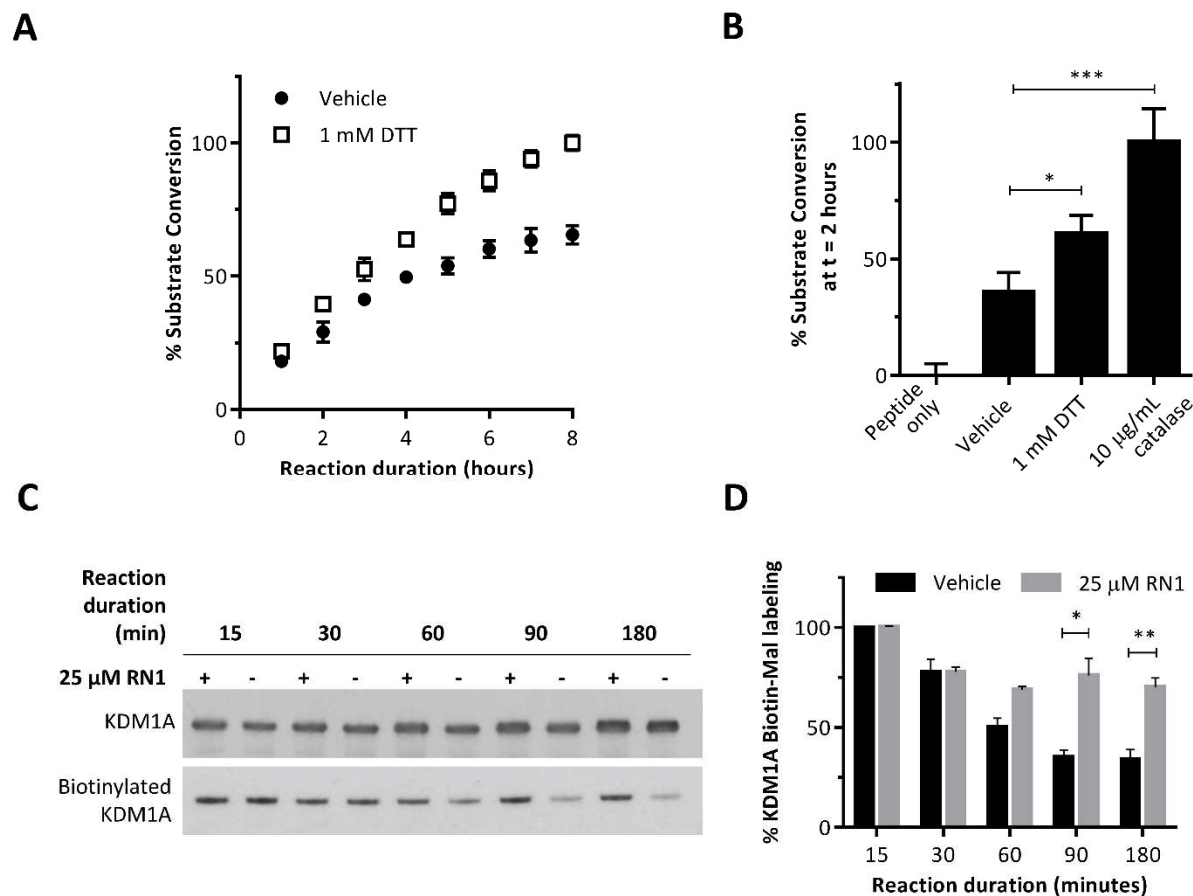 A
Vehicle
1 mM DTT
100
50
0
% Substrate Conversion
0 2 4 6 8
Reaction duration (hours)
B
***
*
100
50
0
% Substrate Conversion
at t = 2 hours
Peptide
only
Vehicle
1 mM DTT
10 μg/mL
catalase
C
Reaction
duration
(min) 15 30 60 90 180
25 μM RN1 + - + - + - + - + -
KDM1A
Biotinylated
KDM1A
D
Vehicle 25 μM RN1
*
**
100
50
0
% KDM1A Biotin-Mal labeling
15 30 60 90 180
Reaction duration (minutes)